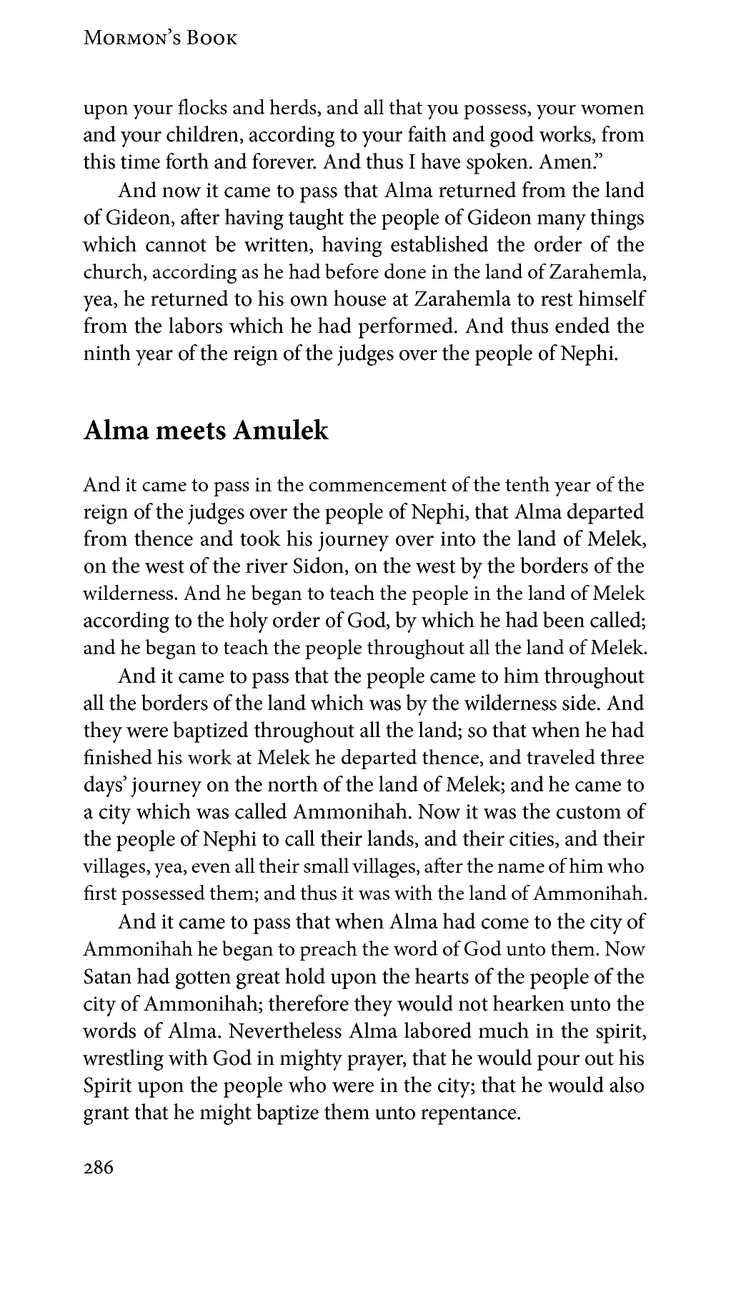 Mormon’s Book
upon your flocks and herds, and all that you possess, your women
and your children, according to your faith and good works, from
this time forth and forever. And thus I have spoken. Amen.”
And now it came to pass that Alma returned from the land
of Gideon, after having taught the people of Gideon many things
which cannot be written, having established the order of the
church, according as he had before done in the land of Zarahemla,
yea, he returned to his own house at Zarahemla to rest himself
from the labors which he had performed. And thus ended the
ninth year of the reign of the judges over the people of Nephi.
Alma meets Amulek
And it came to pass in the commencement of the tenth year of the
reign of the judges over the people of Nephi, that Alma departed
from thence and took his journey over into the land of Melek,
on the west of the river Sidon, on the west by the borders of the
wilderness. And he began to teach the people in the land of Melek
according to the holy order of God, by which he had been called;
and he began to teach the people throughout all the land of Melek.
And it came to pass that the people came to him throughout
all the borders of the land which was by the wilderness side. And
they were baptized throughout all the land; so that when he had
finished his work at Melek he departed thence, and traveled three
days’ journey on the north of the land of Melek; and he came to
a city which was called Ammonihah. Now it was the custom of
the people of Nephi to call their lands, and their cities, and their
villages, yea, even all their small villages, after the name of him who
first possessed them; and thus it was with the land of Ammonihah.
And it came to pass that when Alma had come to the city of
Ammonihah he began to preach the word of God unto them. Now
Satan had gotten great hold upon the hearts of the people of the
city of Ammonihah; therefore they would not hearken unto the
words of Alma. Nevertheless Alma labored much in the spirit,
wrestling with God in mighty prayer, that he would pour out his
Spirit upon the people who were in the city; that he would also
grant that he might baptize them unto repentance.
286